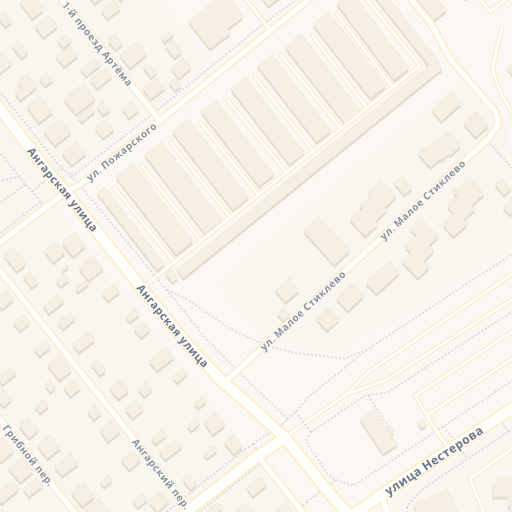 1-й проезд Артёма
ул. Пожарского
Ангарская улица
ул. Малое Стиклево
Ангарская улица
ул. Малое Стиклево
Грибной пер.
Ангарский пер.
улица Нестерова